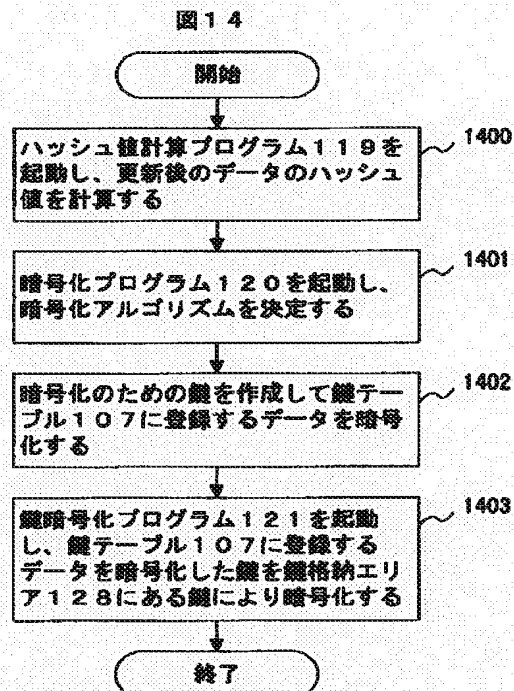 図14
開始
ハッシュ値計算プログラム119を
起動し、更新後のデータのハッシュ
値を計算する
1400
暗号化プログラム120を起動し、
暗号化アルゴリズムを決定する
1401
暗号化のための鍵を作成して鍵テー
ブル107に登録するデータを暗号
化する
1402
鍵暗号化プログラム121を起動
し、鍵テーブル107に登録する
データを暗号化した鍵を鍵格納エリ
ア128にある鍵により暗号化する
1403
終了